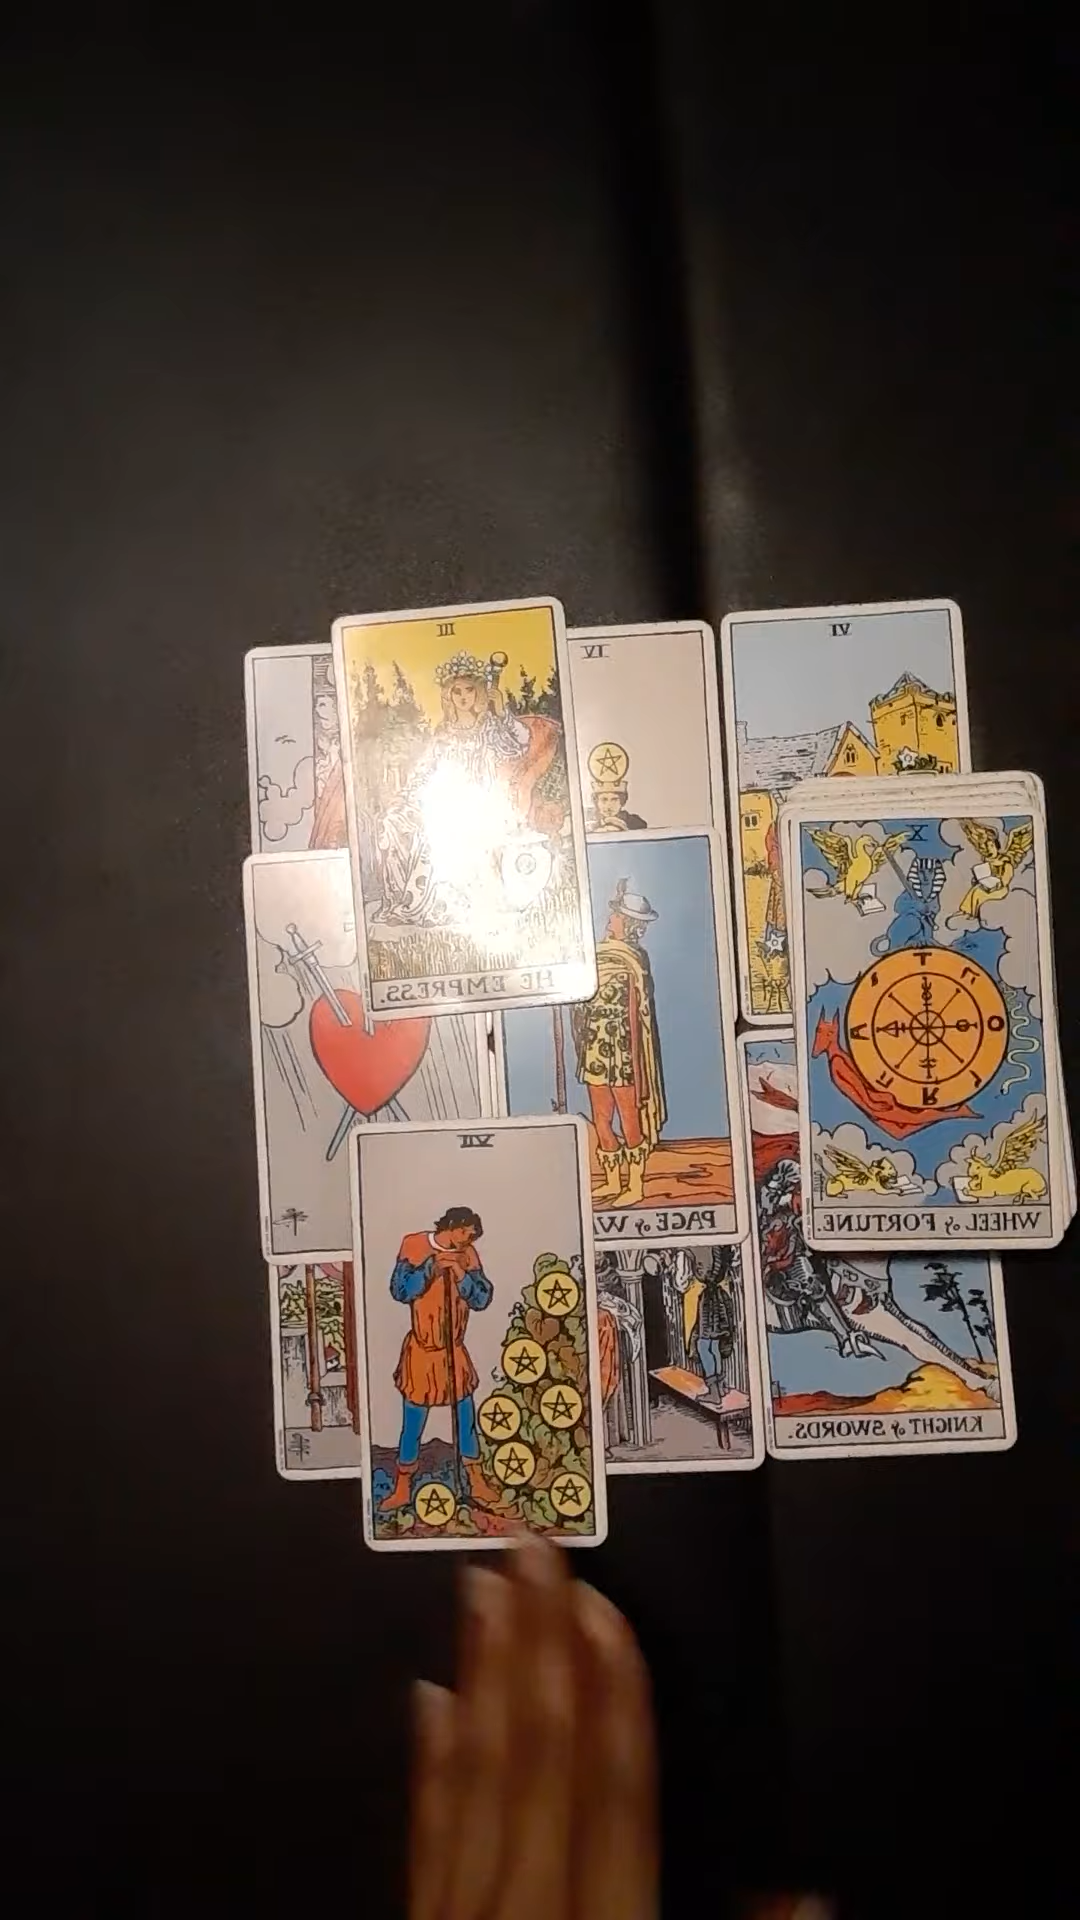 III
IV
VI
X
HE EMPRESS.
WHEEL of FORTUNE.
T
A
R
O
PAGE of W
VII
KNIGHT of SWORDS.